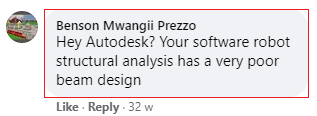 Benson Mwangii Prezzo
Hey Autodesk? Your software robot
structural analysis has a very poor
beam design
Like · Reply · 32 w